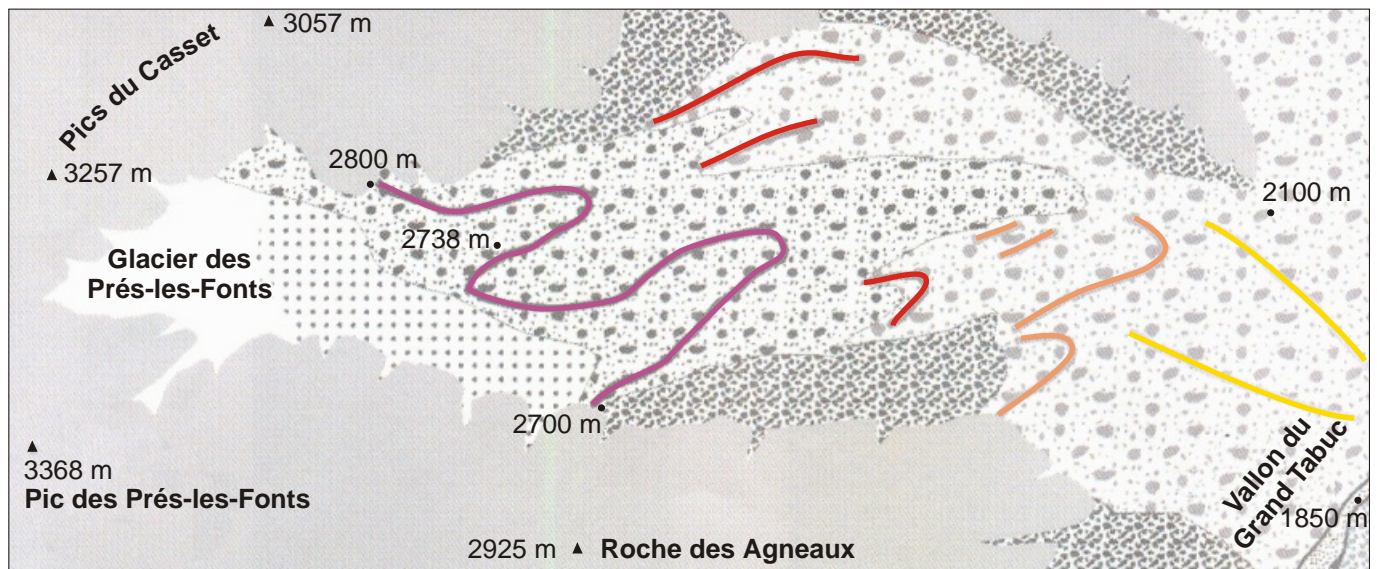 3057 m
Pics du Casset
3257 m
2800 m
2738 m
2100 m
Glacier des
Prés-les-Fonts
2700 m
3368 m
Pic des Prés-les-Fonts
Vallon du
Grand Tabuc
1850 m
2925 m
Roche des Agneaux